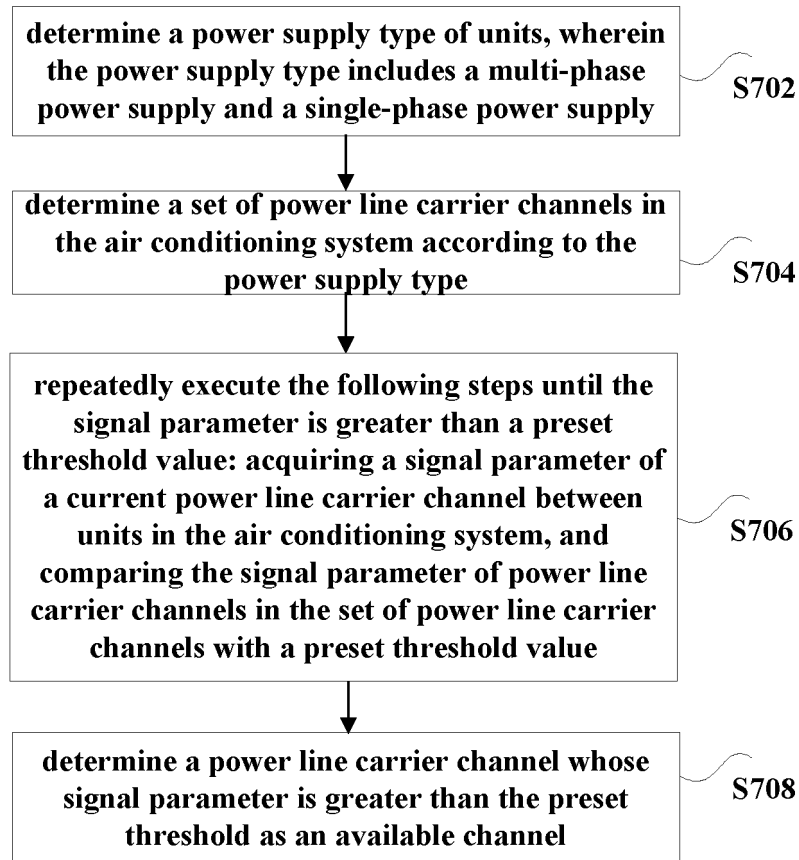 determine a power supply type of units, wherein
the power supply type includes a multi-phase
power supply and a single-phase power supply
S702
determine a set of power line carrier channels in
the air conditioning system according to the
power supply type
S704
repeatedly execute the following steps until the
signal parameter is greater than a preset
threshold value: acquiring a signal parameter of
a current power line carrier channel between
units in the air conditioning system, and
comparing the signal parameter of power line
carrier channels in the set of power line carrier
channels with a preset threshold value
S706
determine a power line carrier channel whose
signal parameter is greater than the preset
threshold as an available channel
S708